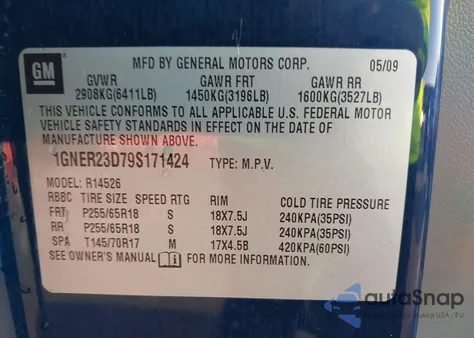 GM
MFD BY GENERAL MOTORS CORP. 05/09
GVWR GAWR FRT GAWR RR
2908KG(6411LB) 1450KG(3196LB) 1600KG(3527LB)
THIS VEHICLE CONFORMS TO ALL APPLICABLE U.S. FEDERAL MOTOR
VEHICLE SAFETY STANDARDS IN EFFECT ON THE DATE OF
MANUFACTURE SHOWN ABOVE.
1GNER23D79S171424 TYPE: M.P.V.
MODEL: R14526
RBBC TIRE SIZE SPEED RTG RIM COLD TIRE PRESSURE
FRT P255/65R18 S 18X7.5J 240KPA(35PSI)
RR P255/65R18 S 18X7.5J 240KPA(35PSI)
SPA T145/70R17 M 17X4.5B 420KPA(60PSI)
SEE OWNER'S MANUAL i FOR MORE INFORMATION.
autoSnap
USA / EU